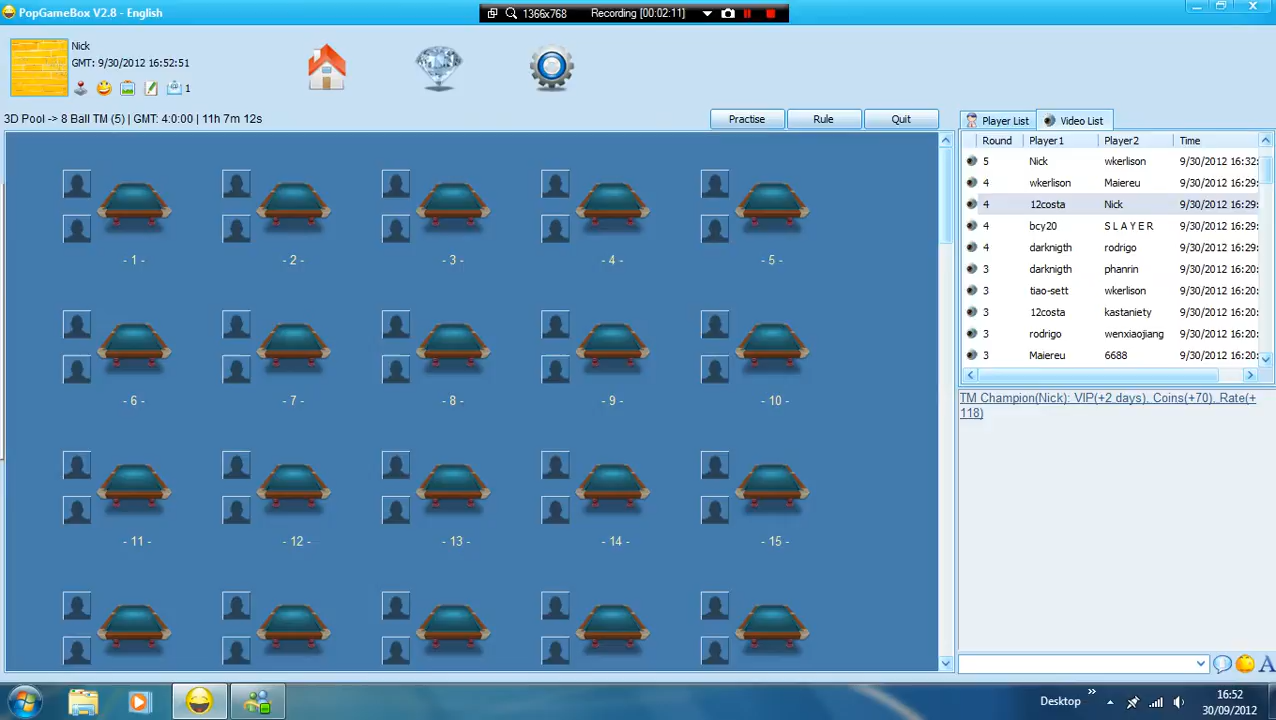 PopGameBox V2.8 - English
1366x768 Recording [00:02:11]
Nick
GMT: 9/30/2012 16:52:51
1
3D Pool -> 8 Ball TM (5) | GMT: 4:0:00 | 11h 7m 12s
Practise Rule Quit
Player List Video List
Round Player1 Player2 Time
5 Nick wkerlison 9/30/2012 16:32:
4 wkerlison Maiereu 9/30/2012 16:29:
4 12costa Nick 9/30/2012 16:29:
4 bcy20 S L A Y E R 9/30/2012 16:29:
4 darknigth rodrigo 9/30/2012 16:29:
3 darknigth phanrin 9/30/2012 16:20:
3 tiao-sett wkerlison 9/30/2012 16:20:
3 12costa kastaniety 9/30/2012 16:20:
3 rodrigo wenxiaojiang 9/30/2012 16:20:
3 Maiereu 6688 9/30/2012 16:20:
TM Champion(Nick): VIP(+2 days), Coins(+70), Rate(+
118)
- 1 - - 2 - - 3 - - 4 - - 5 -
- 6 - - 7 - - 8 - - 9 - - 10 -
- 11 - - 12 - - 13 - - 14 - - 15 -
A
Desktop
16:52
30/09/2012